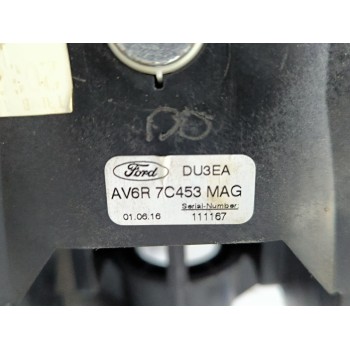 Ford DU3EA
AV6R 7C453 MAG
Serial-Number:
01.06.16 111167